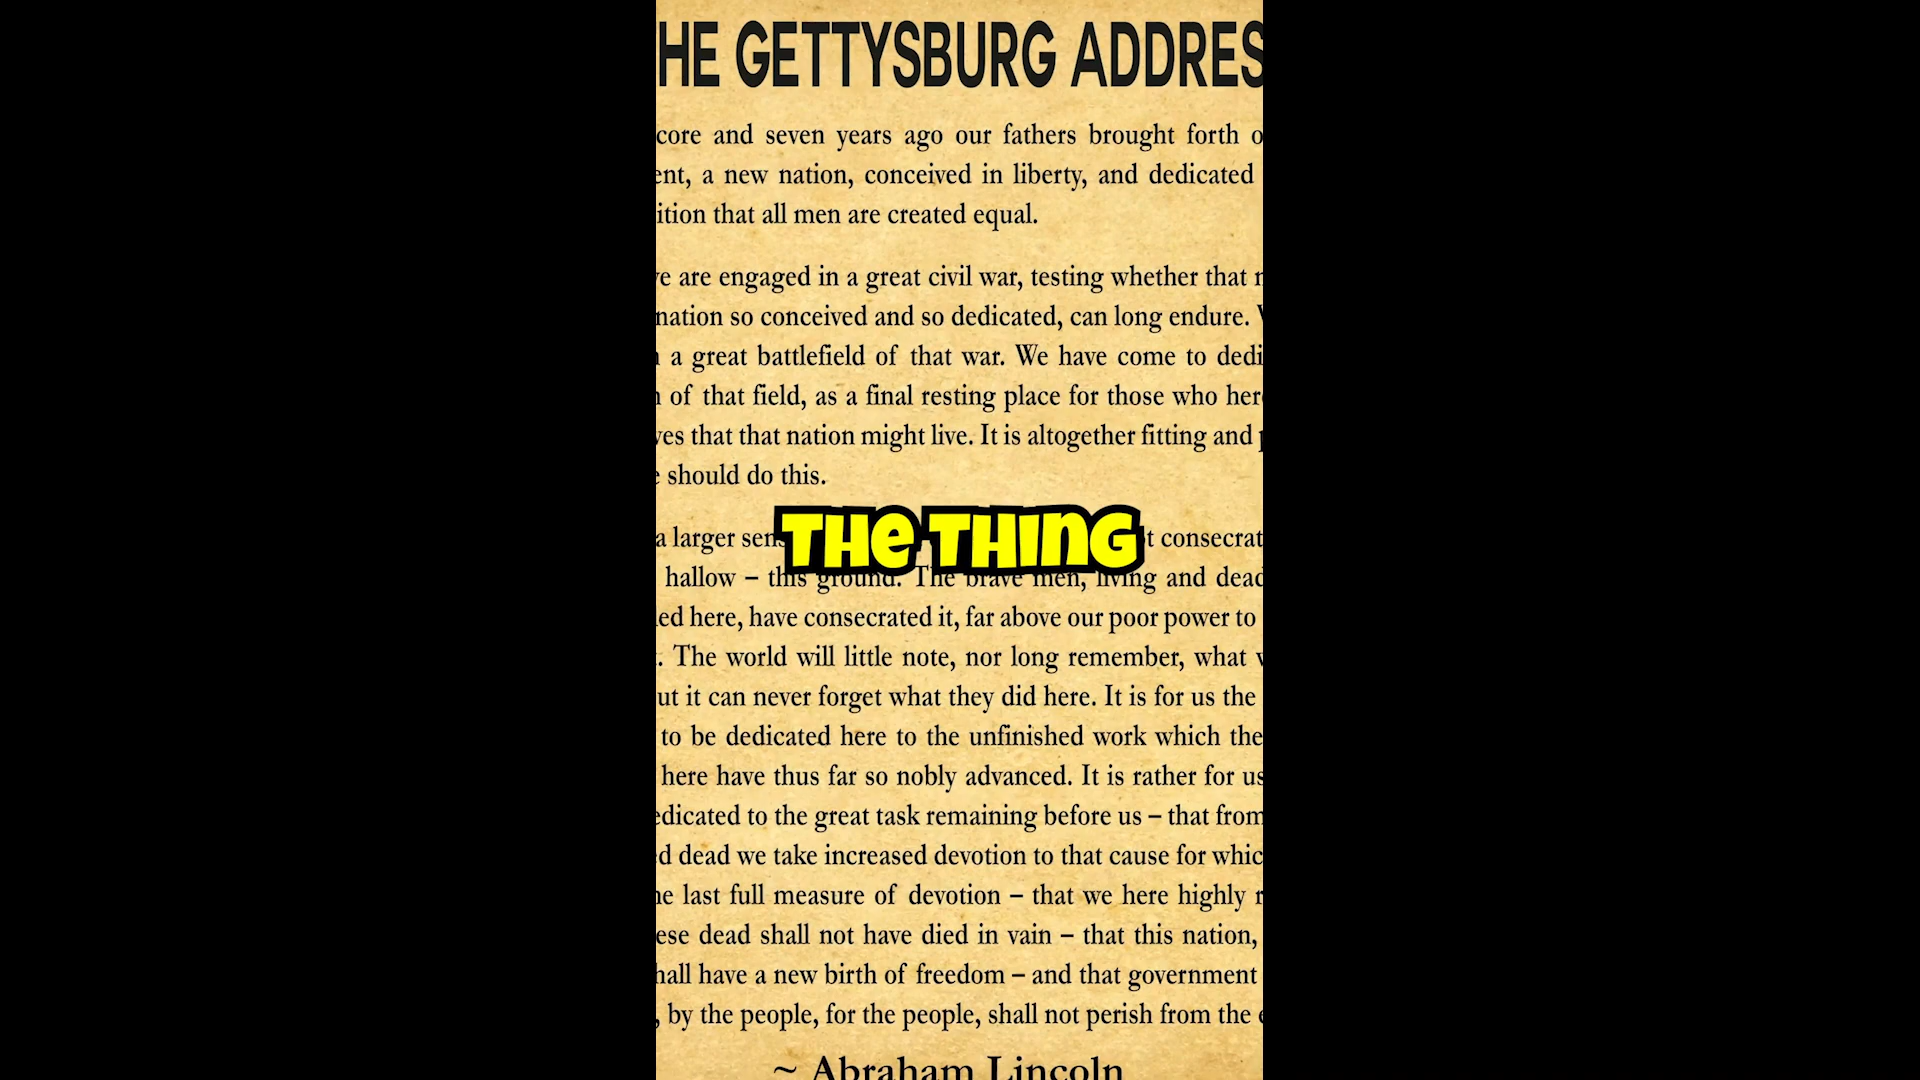 HE GETTYSBURG ADDRES
core and seven years ago our fathers brought forth o
ent, a new nation, conceived in liberty, and dedicated
ition that all men are created equal.
e are engaged in a great civil war, testing whether that n
nation so conceived and so dedicated, can long endure.
a great battlefield of that war. We have come to dedi
of that field, as a final resting place for those who her
ves that that nation might live. It is altogether fitting and p
should do this.
THE THING
a larger sen t consecrat
hallow – this ground. The brave men, living and dead
led here, have consecrated it, far above our poor power to
. The world will little note, nor long remember, what w
ut it can never forget what they did here. It is for us the
to be dedicated here to the unfinished work which the
here have thus far so nobly advanced. It is rather for us
edicated to the great task remaining before us – that from
d dead we take increased devotion to that cause for whic
he last full measure of devotion – that we here highly r
ese dead shall not have died in vain – that this nation,
hall have a new birth of freedom – and that government
, by the people, for the people, shall not perish from the e
~ Abraham Lincoln